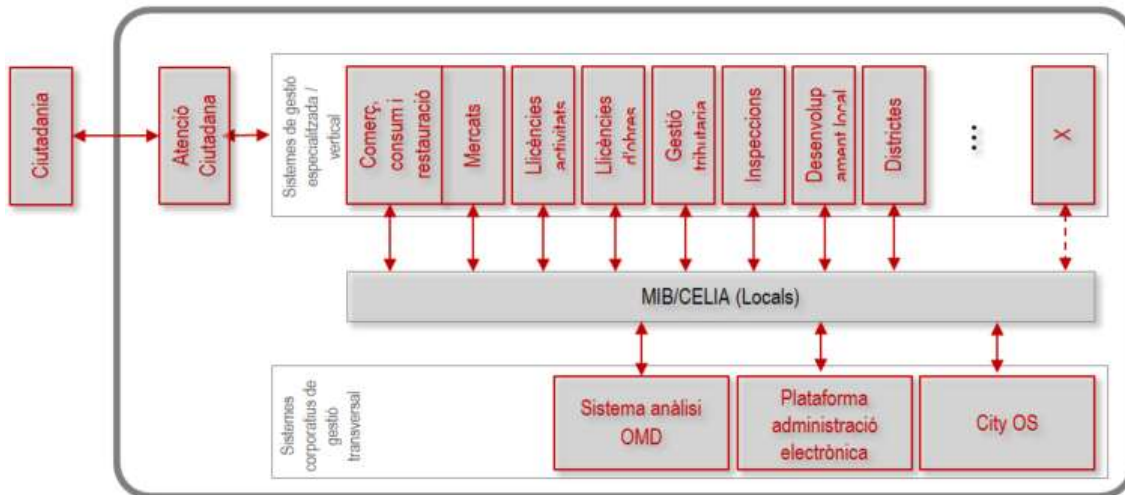 Ciutadania
Atenció
Ciutadana
Sistemes de gestió
especialitzada /
vertical
Comerç,
consum i
restauració
Mercats
Llicències
activitats
Llicències
d'obres
Gestió
tributaria
Inspeccions
Desenvolup
ament local
Districtes
...
X
MIB/CELIA (Locals)
Sistemes
corporatius de
gestió
transversal
Sistema anàlisi
OMD
Plataforma
administració
electrònica
City OS